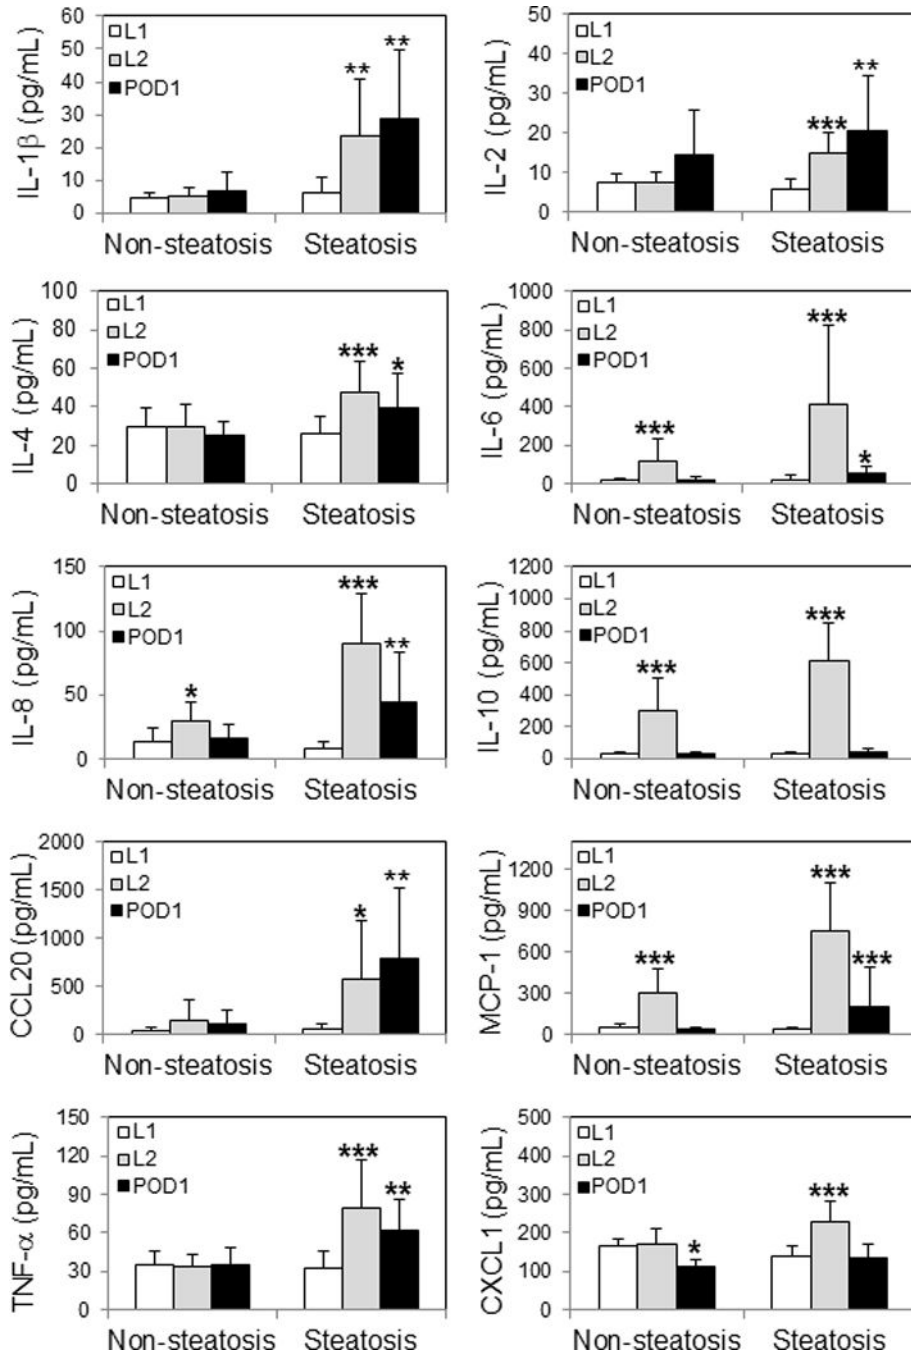 IL-1β (pg/mL)
60
50
40
30
20
10
0
L1
L2
POD1
** **
Non-steatosis Steatosis
IL-2 (pg/mL)
50
40
30
20
10
0
L1
L2
POD1
*** **
Non-steatosis Steatosis
IL-4 (pg/mL)
100
80
60
40
20
0
L1
L2
POD1
*** *
Non-steatosis Steatosis
IL-6 (pg/mL)
1000
800
600
400
200
0
L1
L2
POD1
*** *** *
Non-steatosis Steatosis
IL-8 (pg/mL)
150
100
50
0
L1
L2
POD1
* *** **
Non-steatosis Steatosis
IL-10 (pg/mL)
1200
1000
800
600
400
200
0
L1
L2
POD1
*** ***
Non-steatosis Steatosis
CCL20 (pg/mL)
2000
1500
1000
500
0
L1
L2
POD1
* **
Non-steatosis Steatosis
MCP-1 (pg/mL)
1200
900
600
300
0
L1
L2
POD1
*** *** ***
Non-steatosis Steatosis
TNF-α (pg/mL)
150
120
90
60
30
0
L1
L2
POD1
*** **
Non-steatosis Steatosis
CXCL1 (pg/mL)
500
400
300
200
100
0
L1
L2
POD1
* ***
Non-steatosis Steatosis